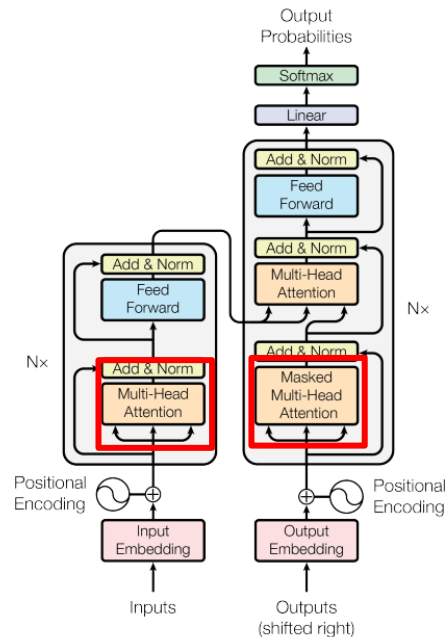 Output
Probabilities
Softmax
Linear
Add & Norm
Feed
Forward
Add & Norm
Multi-Head
Attention
Nx
Add & Norm
Masked
Multi-Head
Attention
Positional
Encoding
Output
Embedding
Outputs
(shifted right)
Add & Norm
Feed
Forward
Nx
Add & Norm
Multi-Head
Attention
Positional
Encoding
Input
Embedding
Inputs